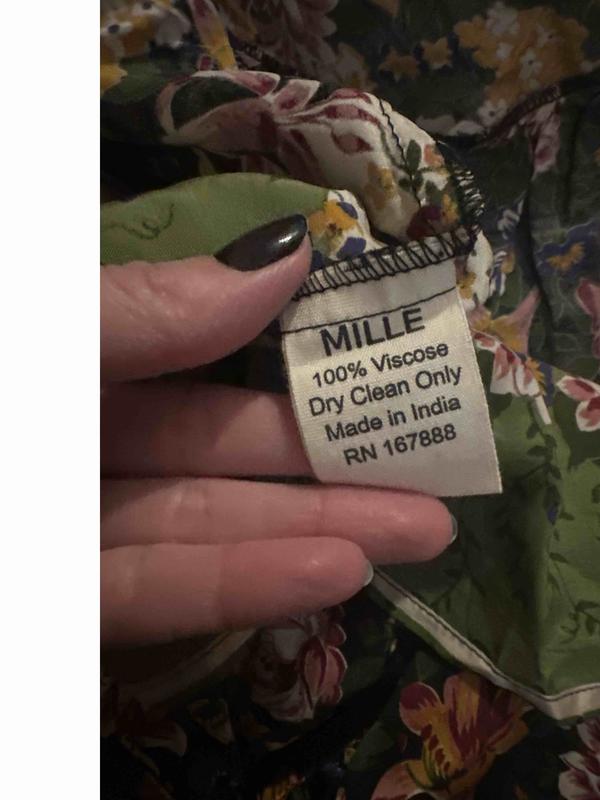 MILLE
100% Viscose
Dry Clean Only
Made in India
RN 167888